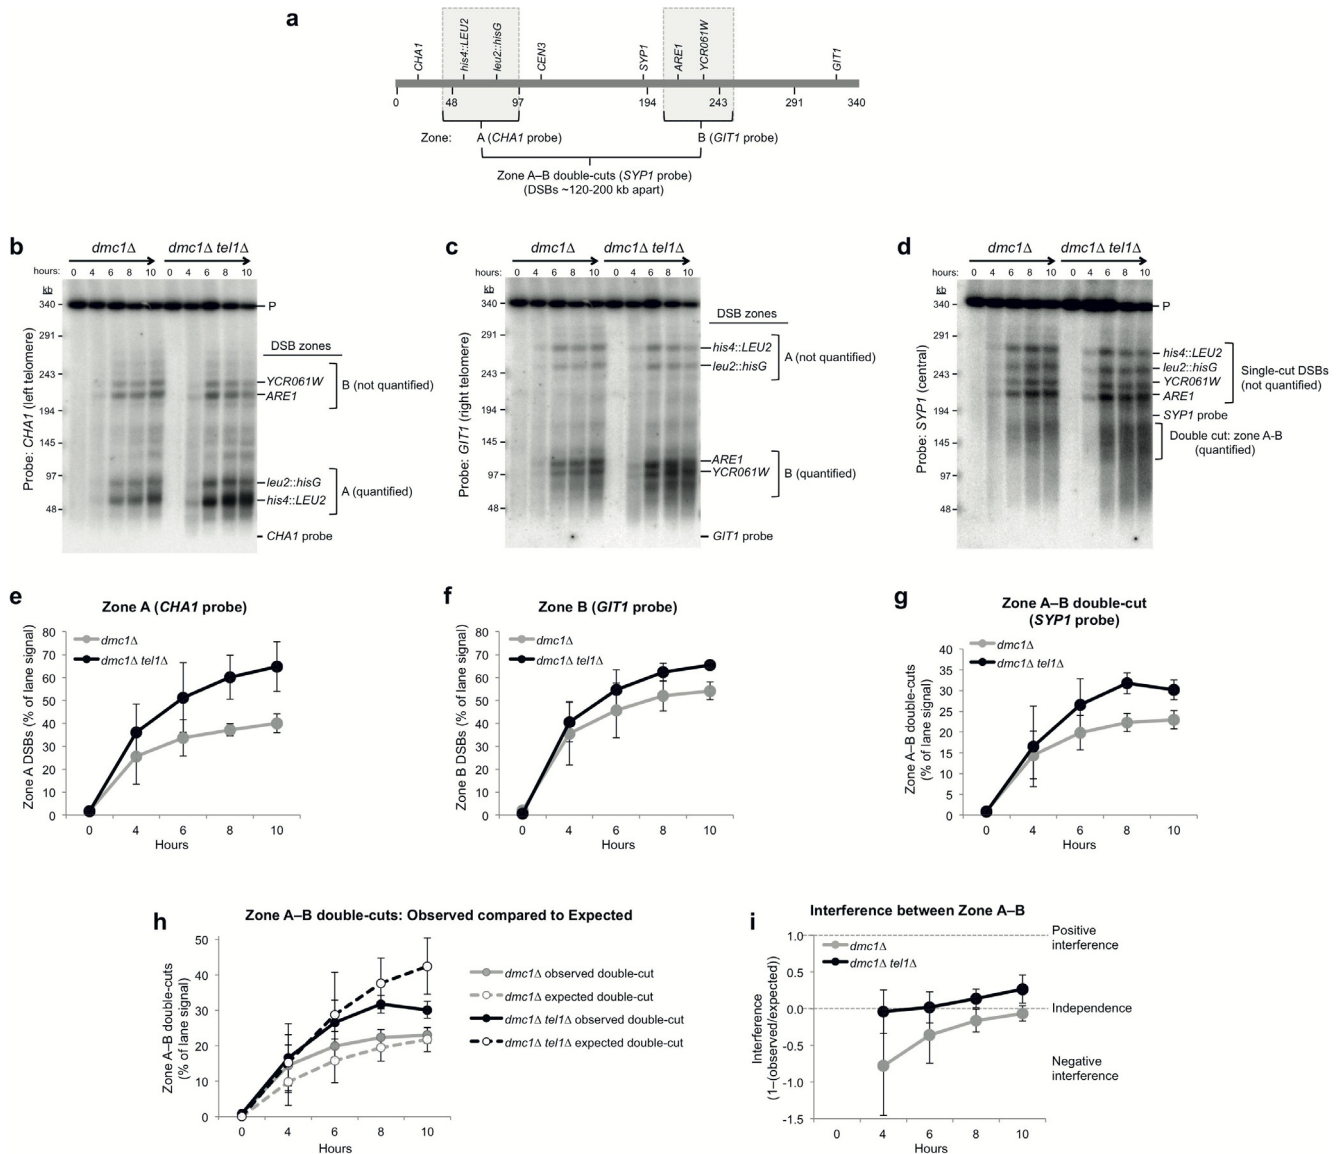 a
CHA1
his4::LEU2
leu2::hisG
CEN3
SYP1
ARE1
YCR061W
GIT1
0 48 97 194 243 291 340
Zone: A (CHA1 probe) B (GIT1 probe)
Zone A–B double-cuts (SYP1 probe)
(DSBs ~120-200 kb apart)
b
dmc1Δ dmc1Δ tel1Δ
hours: 0 4 6 8 10 0 4 6 8 10
kb
340
291
243
194
145
97
48
Probe: CHA1 (left telomere)
P
DSB zones
YCR061W
ARE1
B (not quantified)
leu2::hisG
his4::LEU2
A (quantified)
CHA1 probe
c
dmc1Δ dmc1Δ tel1Δ
0 4 6 8 10 0 4 6 8 10
kb
340
291
243
194
145
97
48
Probe: GIT1 (right telomere)
DSB zones
his4::LEU2
leu2::hisG
A (not quantified)
ARE1
YCR061W
B (quantified)
GIT1 probe
d
dmc1Δ dmc1Δ tel1Δ
0 4 6 8 10 0 4 6 8 10
kb
340
291
243
194
145
97
48
Probe: SYP1 (central)
P
his4::LEU2
leu2::hisG
YCR061W
ARE1
Single-cut DSBs
(not quantified)
SYP1 probe
Double cut: zone A-B
(quantified)
e
Zone A (CHA1 probe)
Zone A DSBs (% of lane signal)
80
70
60
50
40
30
20
10
0
dmc1Δ
dmc1Δ tel1Δ
0 4 6 8 10
Hours
f
Zone B (GIT1 probe)
Zone B DSBs (% of lane signal)
80
70
60
50
40
30
20
10
0
dmc1Δ
dmc1Δ tel1Δ
0 4 6 8 10
Hours
g
Zone A–B double-cut
(SYP1 probe)
Zone A–B double-cuts
(% of lane signal)
40
35
30
25
20
15
10
5
0
dmc1Δ
dmc1Δ tel1Δ
0 4 6 8 10
Hours
h
Zone A–B double-cuts: Observed compared to Expected
Zone A–B double-cuts
(% of lane signal)
50
40
30
20
10
0
0 4 6 8 10
Hours
dmc1Δ observed double-cut
dmc1Δ expected double-cut
dmc1Δ tel1Δ observed double-cut
dmc1Δ tel1Δ expected double-cut
i
Interference between Zone A–B
Interference
(1–(observed/expected))
1.0
0.5
0.0
-0.5
-1.0
-1.5
dmc1Δ
dmc1Δ tel1Δ
Positive
interference
Independence
Negative
interference
0 4 6 8 10
Hours